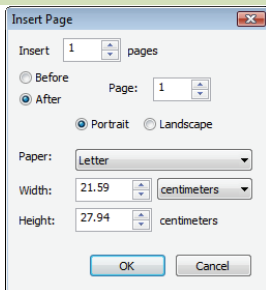 Insert Page
Insert 1 pages
Before
After
Page: 1
Portrait Landscape
Paper: Letter
Width: 21.59 centimeters
Height: 27.94 centimeters
OK Cancel